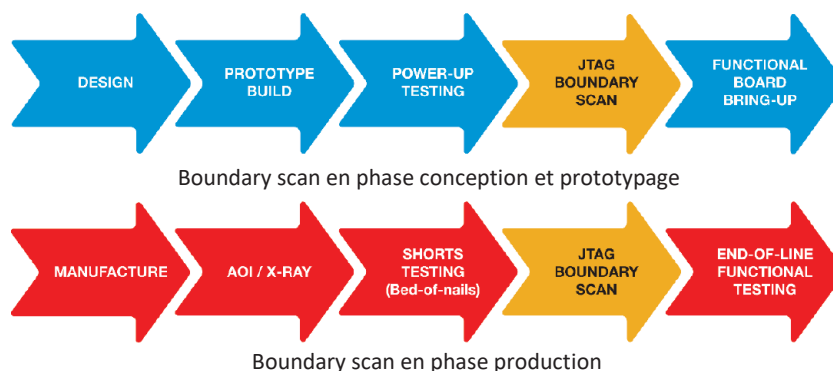 DESIGN
PROTOTYPE
BUILD
POWER-UP
TESTING
JTAG
BOUNDARY
SCAN
FUNCTIONAL
BOARD
BRING-UP
Boundary scan en phase conception et prototypage
MANUFACTURE
AOI / X-RAY
SHORTS
TESTING
(Bed-of-nails)
JTAG
BOUNDARY
SCAN
END-OF-LINE
FUNCTIONAL
TESTING
Boundary scan en phase production